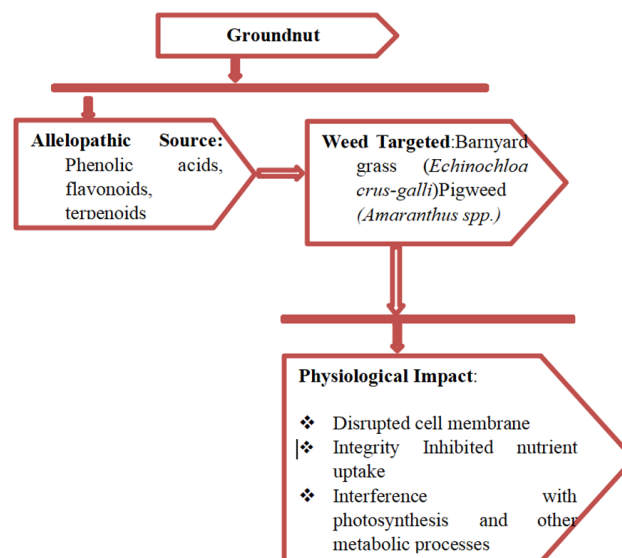 Groundnut
Allelopathic Source:
Phenolic acids,
flavonoids,
terpenoids
Weed Targeted:Barnyard
grass (Echinochloa
crus-galli)Pigweed
(Amaranthus spp.)
Physiological Impact:
❖ Disrupted cell membrane
❖ Integrity Inhibited nutrient
uptake
❖ Interference with
photosynthesis and other
metabolic processes